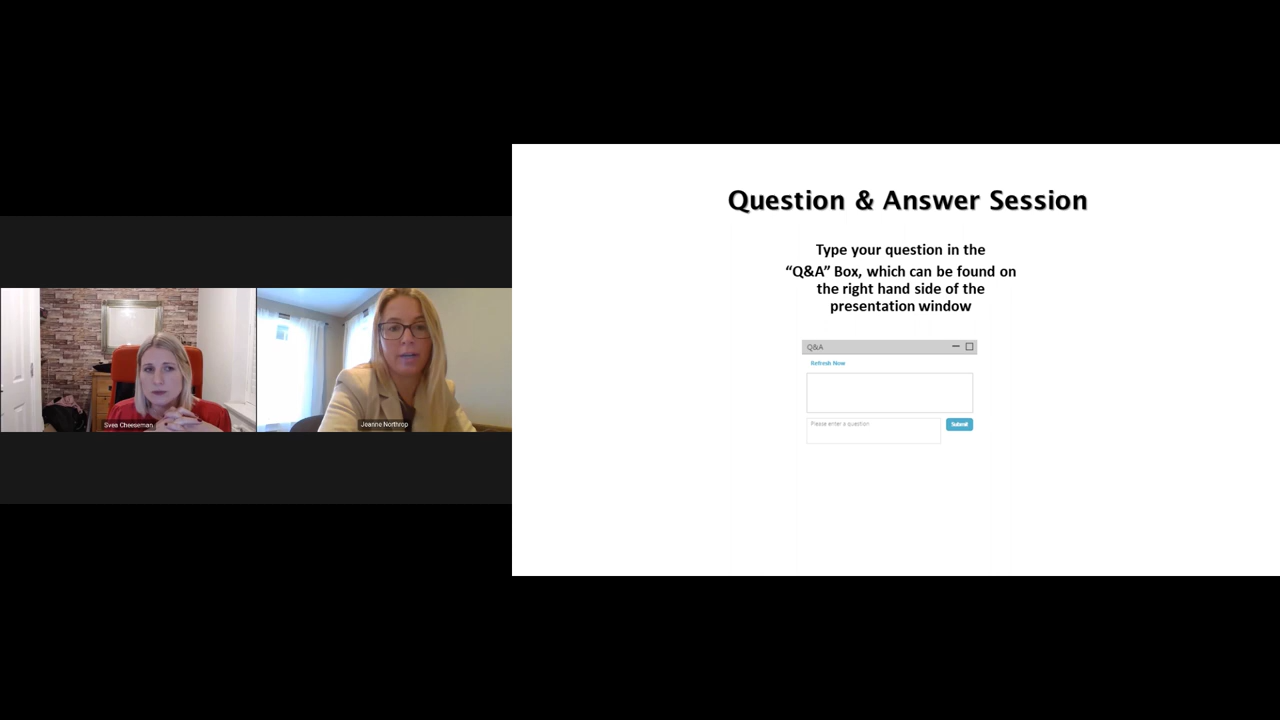 Question & Answer Session
Type your question in the
“Q&A” Box, which can be found on
the right hand side of the
presentation window
Q&A
Refresh Now
Please enter a question
Submit
Svea Cheeseman
Jeanne Northrop